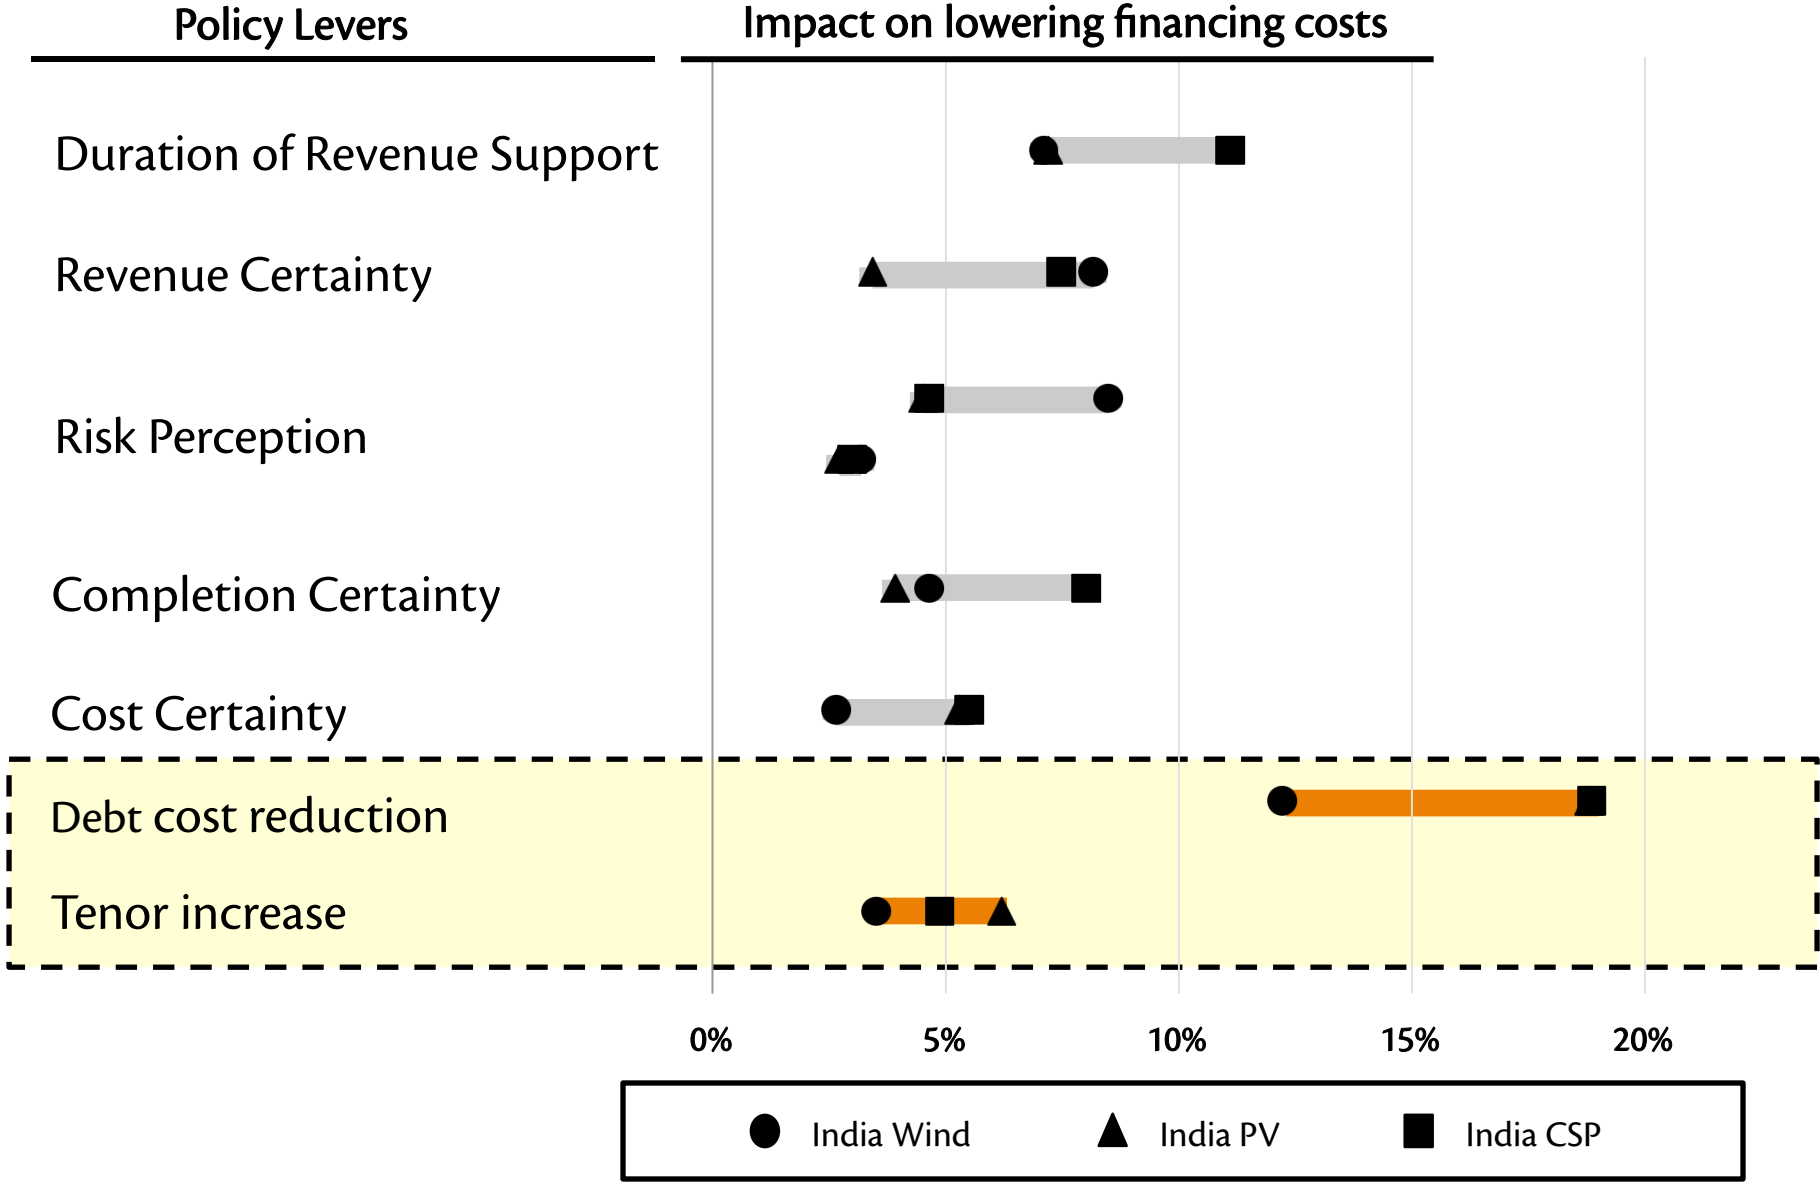 Policy Levers
Impact on lowering financing costs
Duration of Revenue Support
Revenue Certainty
Risk Perception
Completion Certainty
Cost Certainty
Debt cost reduction
Tenor increase
0% 5% 10% 15% 20%
India Wind India PV India CSP